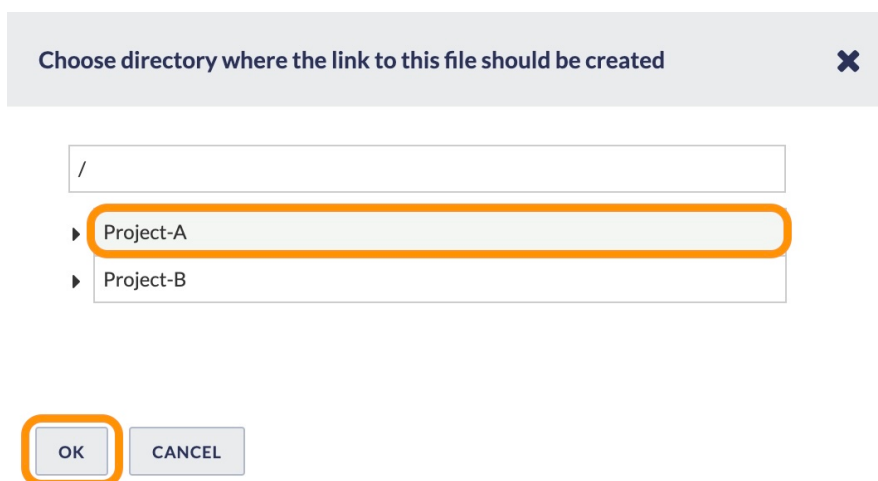 Choose directory where the link to this file should be created
/
Project-A
Project-B
OK CANCEL